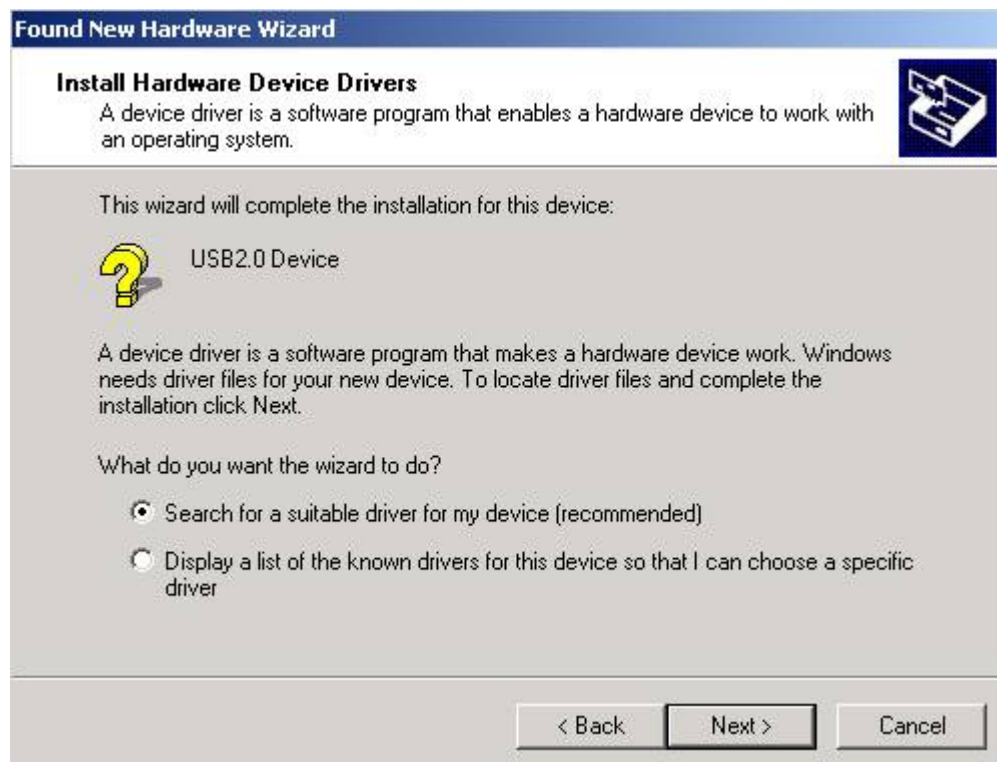 Found New Hardware Wizard
Install Hardware Device Drivers
A device driver is a software program that enables a hardware device to work with
an operating system.
This wizard will complete the installation for this device:
USB2.0 Device
A device driver is a software program that makes a hardware device work. Windows
needs driver files for your new device. To locate driver files and complete the
installation click Next.
What do you want the wizard to do?
Search for a suitable driver for my device (recommended)
Display a list of the known drivers for this device so that I can choose a specific
driver
< Back Next > Cancel